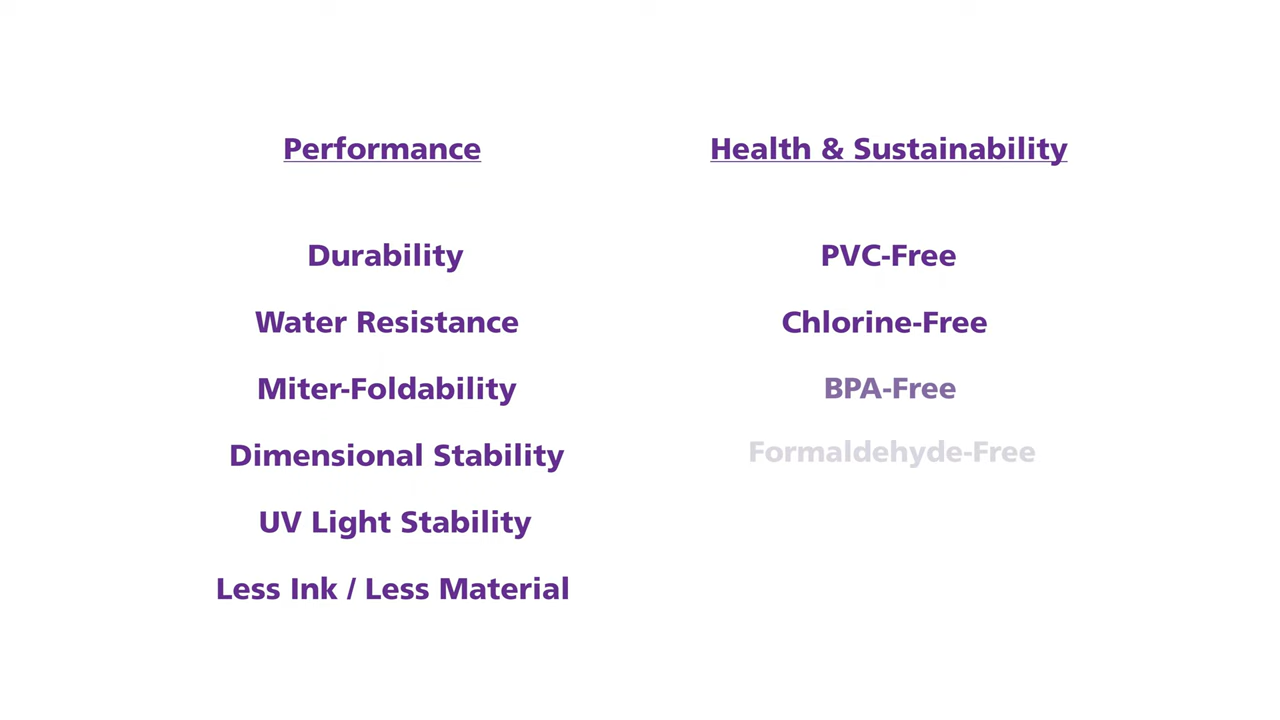 Performance
Durability
Water Resistance
Miter-Foldability
Dimensional Stability
UV Light Stability
Less Ink / Less Material
Health & Sustainability
PVC-Free
Chlorine-Free
BPA-Free
Formaldehyde-Free